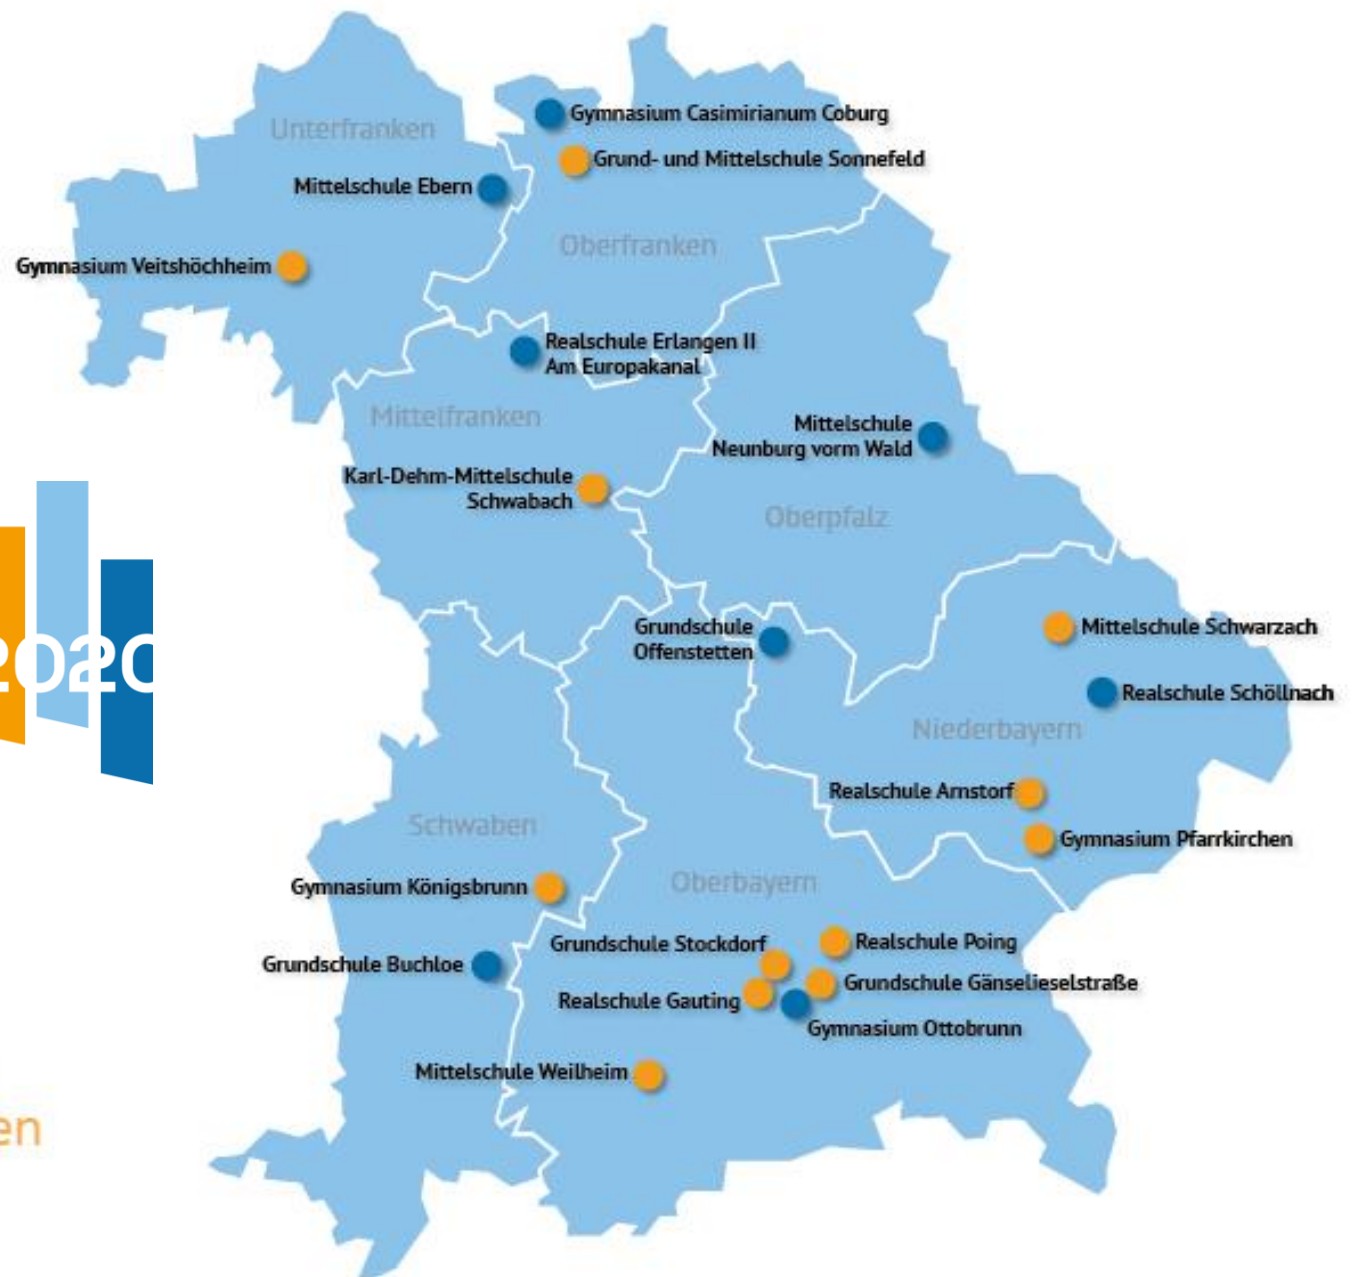 Gymnasium Casimirianum Coburg
Unterfranken
Grund- und Mittelschule Sonnefeld
Mittelschule Ebern
Oberfranken
Gymnasium Veitshöchheim
Realschule Erlangen II
Am Europakanal
Mittelfranken
Mittelschule
Neunburg vorm Wald
Karl-Dehm-Mittelschule
Schwabach
Oberpfalz
Grundschule
Offenstetten
Mittelschule Schwarzach
2020
Realschule Schöllnach
Niederbayern
Realschule Arnstorf
Schwaben
Gymnasium Pfarrkirchen
Oberbayern
Gymnasium Königsbrunn
Grundschule Stockdorf
Realschule Poing
Grundschule Buchloe
Grundschule Gänselieselstraße
Realschule Gauting
Gymnasium Ottobrunn
Mittelschule Weilheim
en